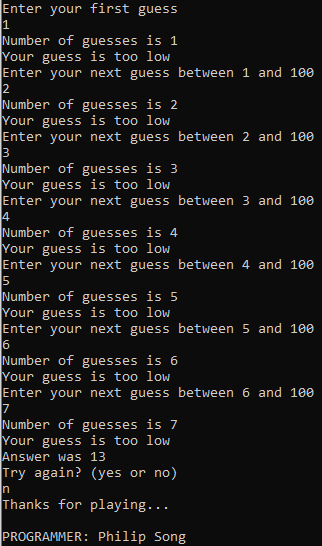 Enter your first guess
1
Number of guesses is 1
Your guess is too low
Enter your next guess between 1 and 100
2
Number of guesses is 2
Your guess is too low
Enter your next guess between 2 and 100
3
Number of guesses is 3
Your guess is too low
Enter your next guess between 3 and 100
4
Number of guesses is 4
Your guess is too low
Enter your next guess between 4 and 100
5
Number of guesses is 5
Your guess is too low
Enter your next guess between 5 and 100
6
Number of guesses is 6
Your guess is too low
Enter your next guess between 6 and 100
7
Number of guesses is 7
Your guess is too low
Answer was 13
Try again? (yes or no)
n
Thanks for playing...
PROGRAMMER: Philip Song